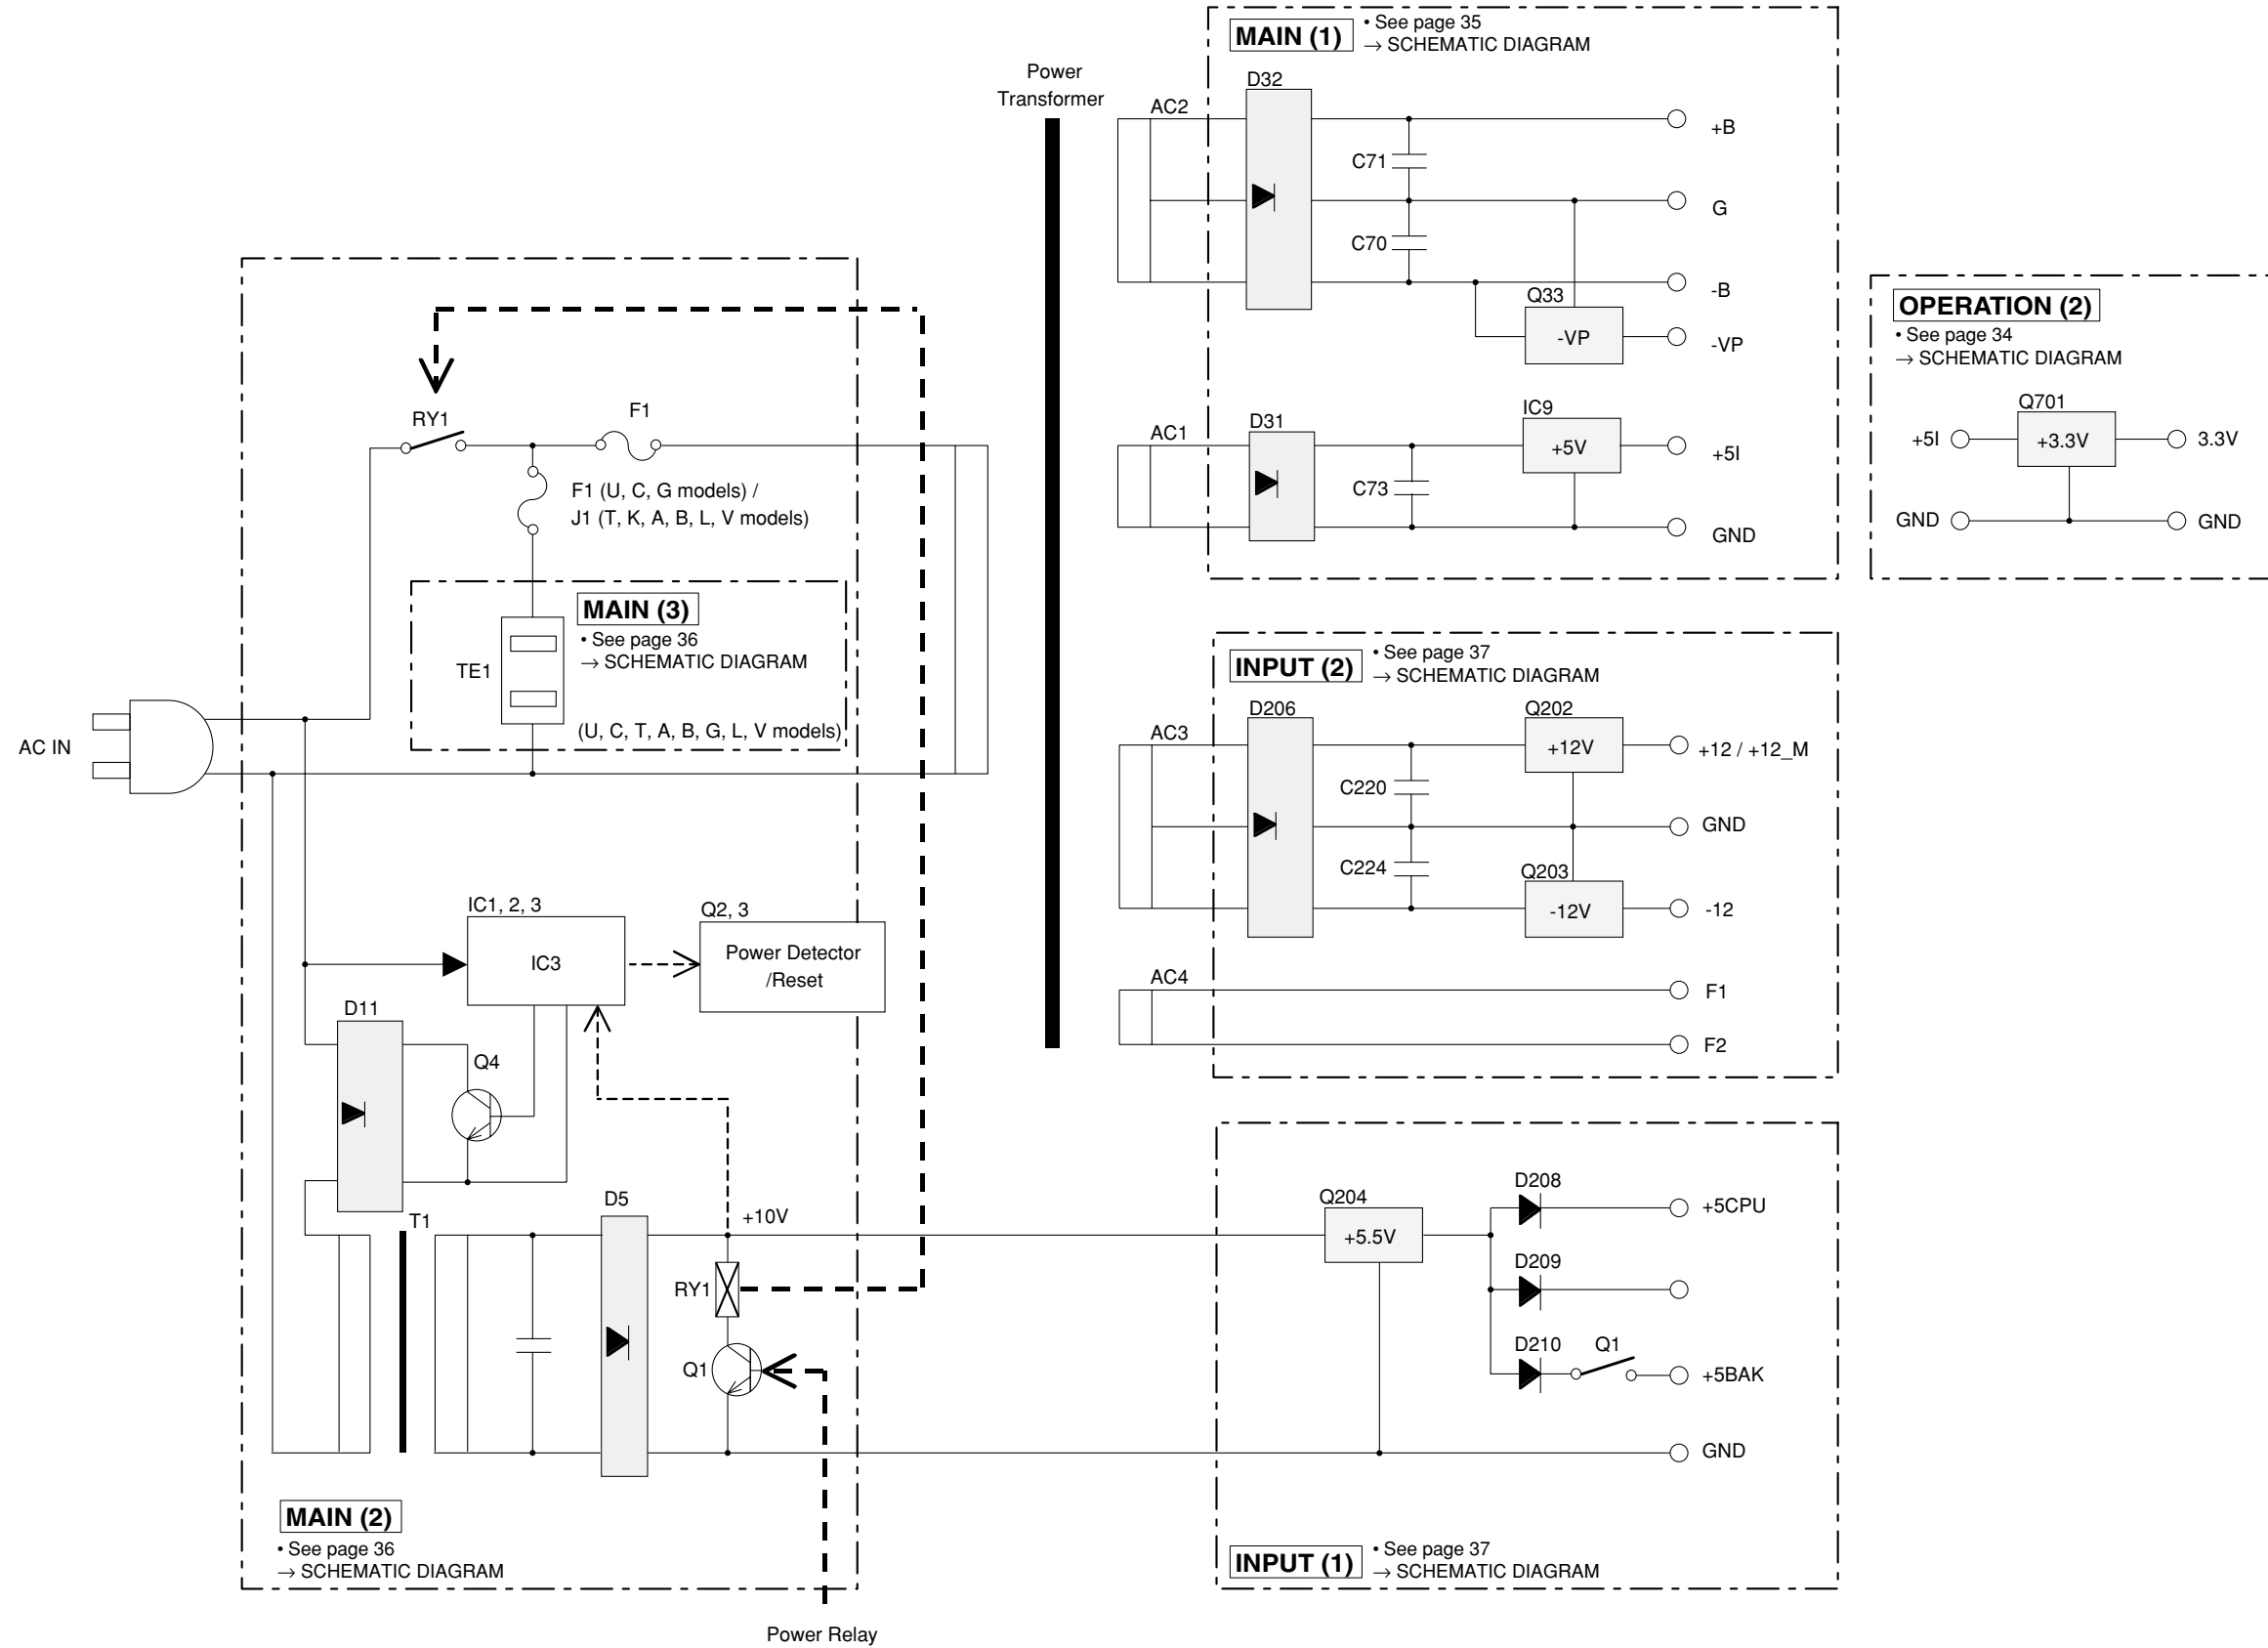 MAIN (1)
• See page 35
→ SCHEMATIC DIAGRAM
Power
Transformer
D32
AC2
+B
C71
G
C70
-B
Q33
-VP
-VP
AC1
D31
IC9
+5V
+5I
C73
GND
OPERATION (2)
• See page 34
→ SCHEMATIC DIAGRAM
Q701
+5I
+3.3V
3.3V
GND
GND
RY1
F1
F1 (U, C, G models) /
J1 (T, K, A, B, L, V models)
MAIN (3)
• See page 36
→ SCHEMATIC DIAGRAM
TE1
(U, C, T, A, B, G, L, V models)
AC IN
INPUT (2)
• See page 37
→ SCHEMATIC DIAGRAM
D206
Q202
AC3
+12V
+12 / +12_M
C220
GND
C224
Q203
-12V
-12
AC4
F1
F2
IC1, 2, 3
IC3
Q2, 3
Power Detector
/Reset
D11
Q4
T1
D5
+10V
RY1
Q1
Q204
+5.5V
D208
+5CPU
D209
D210
Q1
+5BAK
GND
MAIN (2)
• See page 36
→ SCHEMATIC DIAGRAM
INPUT (1)
• See page 37
→ SCHEMATIC DIAGRAM
Power Relay